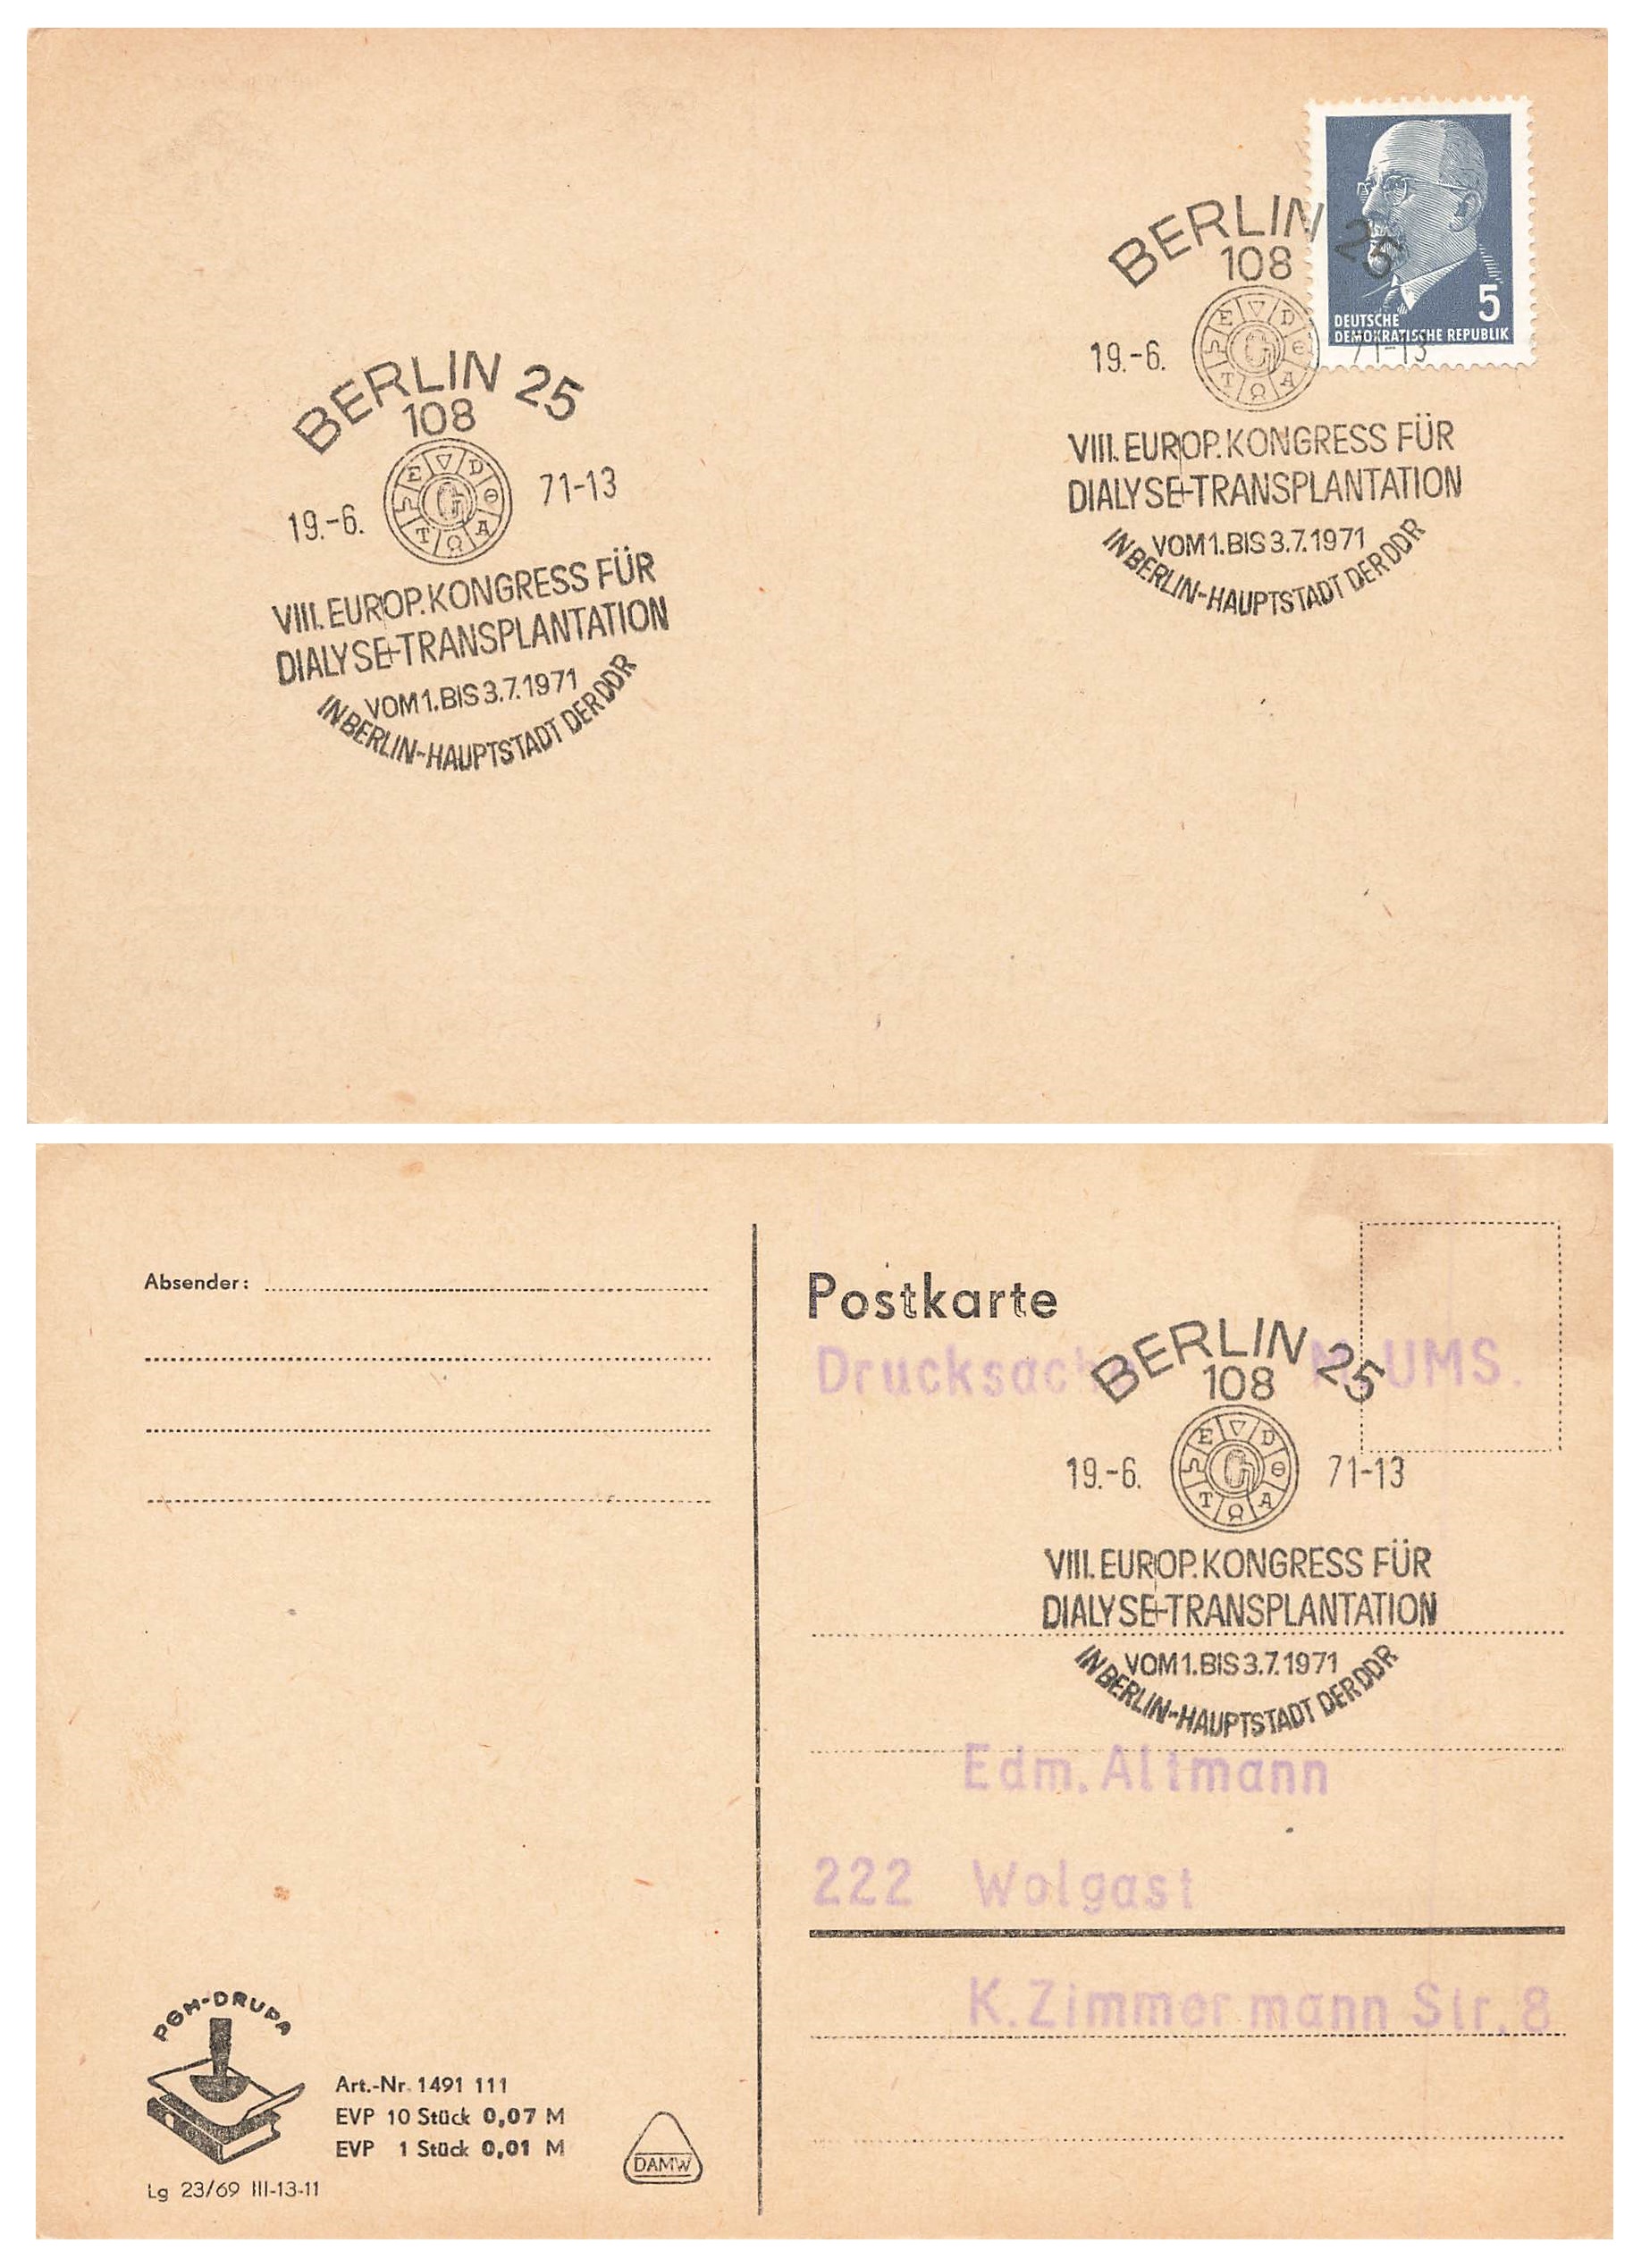 BERLIN 25
108
19.-6. 71-13
E D Θ A Ω T
VIII. EUROP. KONGRESS FÜR
DIALYSE+TRANSPLANTATION
VOM 1. BIS 3.7.1971
IN BERLIN-HAUPTSTADT DER DDR
BERLIN 25
108
19.-6. 71-13
E D Θ A Ω T
VIII. EUROP. KONGRESS FÜR
DIALYSE+TRANSPLANTATION
VOM 1. BIS 3.7.1971
IN BERLIN-HAUPTSTADT DER DDR
5
DEUTSCHE
DEMOKRATISCHE REPUBLIK
Absender:
Postkarte
Drucksache
UMS.
BERLIN 25
108
19.-6. 71-13
E D Θ A Ω T
VIII. EUROP. KONGRESS FÜR
DIALYSE+TRANSPLANTATION
VOM 1. BIS 3.7.1971
IN BERLIN-HAUPTSTADT DER DDR
Edm. Altmann
222 Wolgast
K. Zimmermann Str. 8
PGH-DRUPA
Art.-Nr. 1491 111
EVP 10 Stück 0,07 M
EVP 1 Stück 0,01 M
DAMW
Lg 23/69 III-13-11